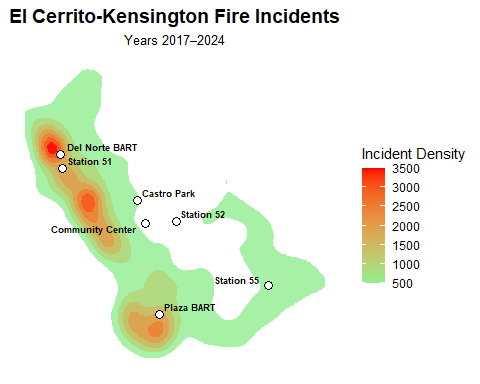 El Cerrito-Kensington Fire Incidents
Years 2017–2024
Del Norte BART
Station 51
Castro Park
Station 52
Community Center
Station 55
Plaza BART
Incident Density
3500
3000
2500
2000
1500
1000
500